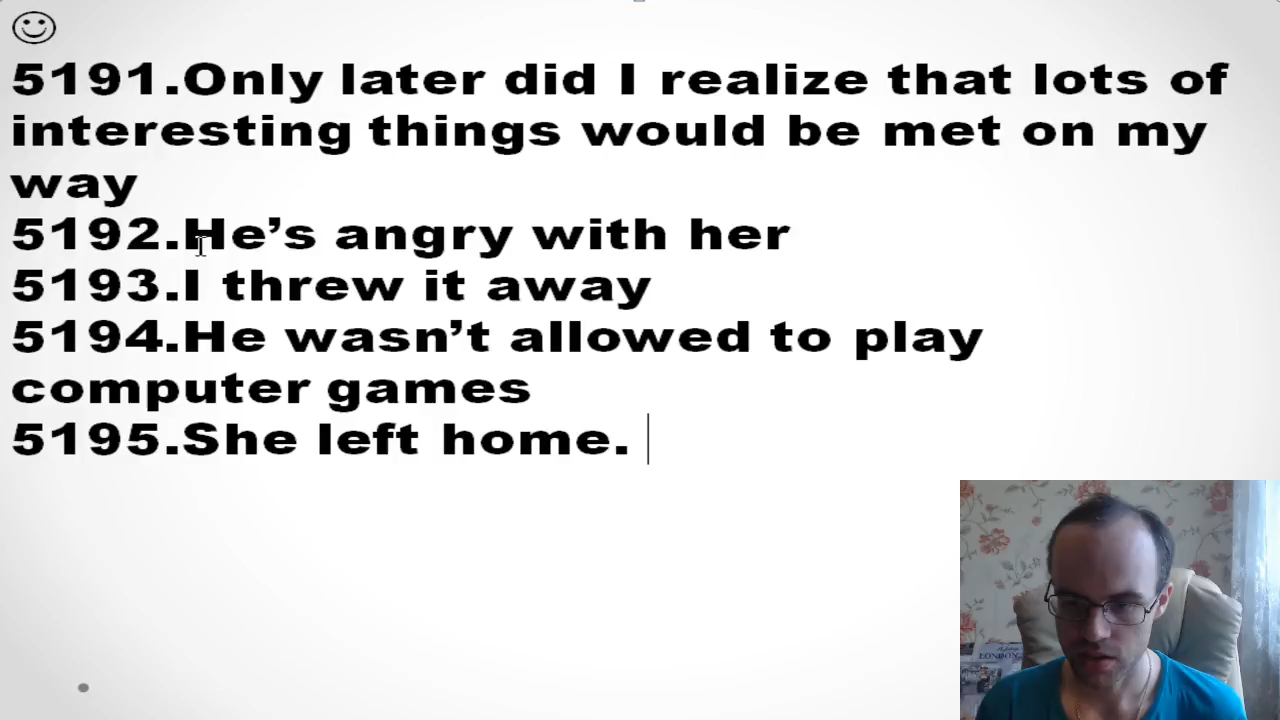 5191.Only later did I realize that lots of
interesting things would be met on my
way
5192.He’s angry with her
5193.I threw it away
5194.He wasn’t allowed to play
computer games
5195.She left home.
LONDON